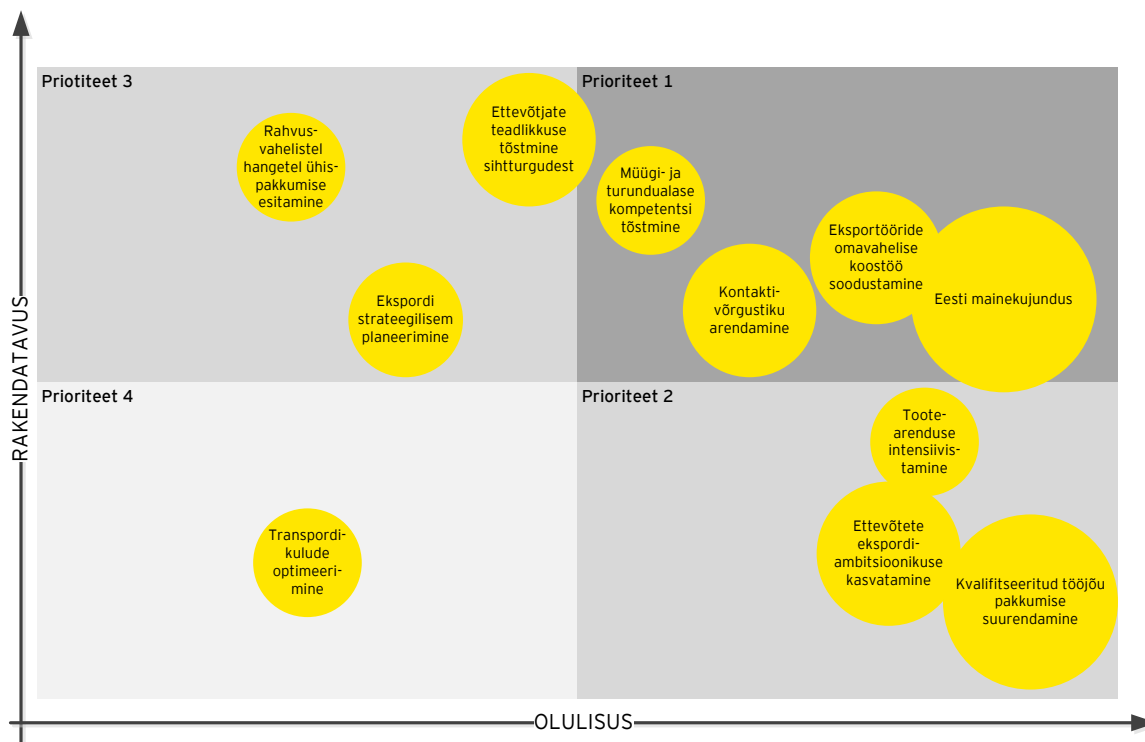 Priotiteet 3
Rahvus-
vahelistel
hangetel ühis-
pakkumise
esitamine
Ettevõtjate
teadlikkuse
tõstmine
sihtturgudest
Ekspordi
strateegilisem
planeerimine
Prioriteet 1
Müügi- ja
turundualase
kompetentsi
tõstmine
Kontakti-
võrgustiku
arendamine
Eksportööride
omavahelise
koostöö
soodustamine
Eesti mainekujundus
Prioriteet 4
Transpordi-
kulude
optimeeri-
mine
Prioriteet 2
Toote-
arenduse
intensiivis-
tamine
Ettevõtete
ekspordi-
ambitsioonikuse
kasvatamine
Kvalifitseeritud tööjõu
pakkumise
suurendamine
RAKENDATAVUS
OLULISUS